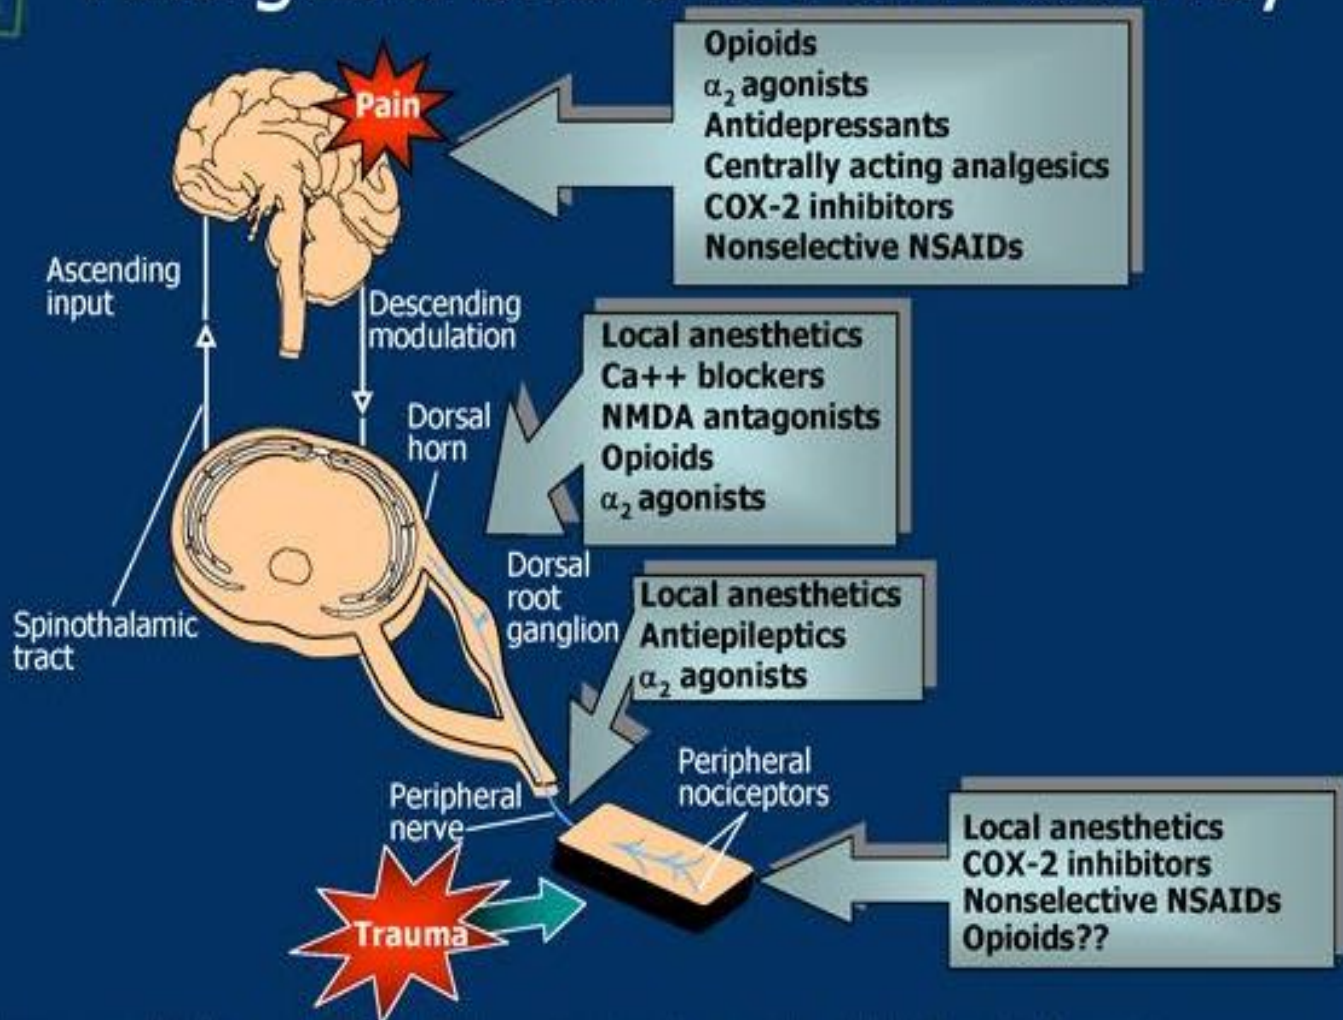 Pain
Opioids
α₂ agonists
Antidepressants
Centrally acting analgesics
COX-2 inhibitors
Nonselective NSAIDs
Ascending
input
Descending
modulation
Local anesthetics
Ca++ blockers
NMDA antagonists
Opioids
α₂ agonists
Dorsal
horn
Dorsal
root
ganglion
Spinothalamic
tract
Local anesthetics
Antiepileptics
α₂ agonists
Peripheral
nociceptors
Peripheral
nerve
Trauma
Local anesthetics
COX-2 inhibitors
Nonselective NSAIDs
Opioids??